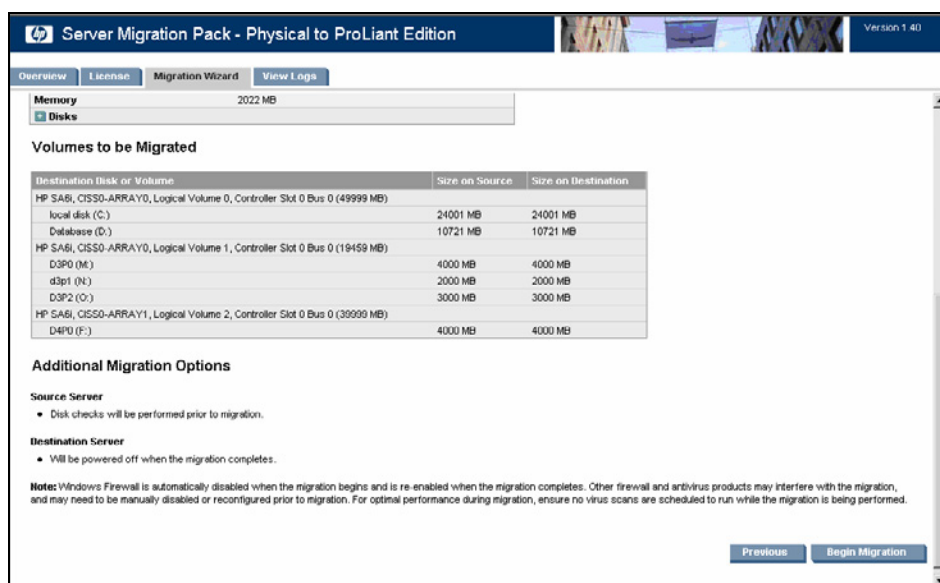 hp Server Migration Pack - Physical to ProLiant Edition
Version 1.40
Overview License Migration Wizard View Logs
Memory 2022 MB
Disks
Volumes to be Migrated
Destination Disk or Volume Size on Source Size on Destination
HP SA6i, CISS0-ARRAY0, Logical Volume 0, Controller Slot 0 Bus 0 (49999 MB)
local disk (C:) 24001 MB 24001 MB
Database (D:) 10721 MB 10721 MB
HP SA6i, CISS0-ARRAY0, Logical Volume 1, Controller Slot 0 Bus 0 (19459 MB)
D3P0 (M:) 4000 MB 4000 MB
d3p1 (N:) 2000 MB 2000 MB
D3P2 (O:) 3000 MB 3000 MB
HP SA6i, CISS0-ARRAY1, Logical Volume 2, Controller Slot 0 Bus 0 (39999 MB)
D4P0 (F:) 4000 MB 4000 MB
Additional Migration Options
Source Server
• Disk checks will be performed prior to migration.
Destination Server
• Will be powered off when the migration completes.
Note: Windows Firewall is automatically disabled when the migration begins and is re-enabled when the migration completes. Other firewall and antivirus products may interfere with the migration,
and may need to be manually disabled or reconfigured prior to migration. For optimal performance during migration, ensure no virus scans are scheduled to run while the migration is being performed.
Previous Begin Migration